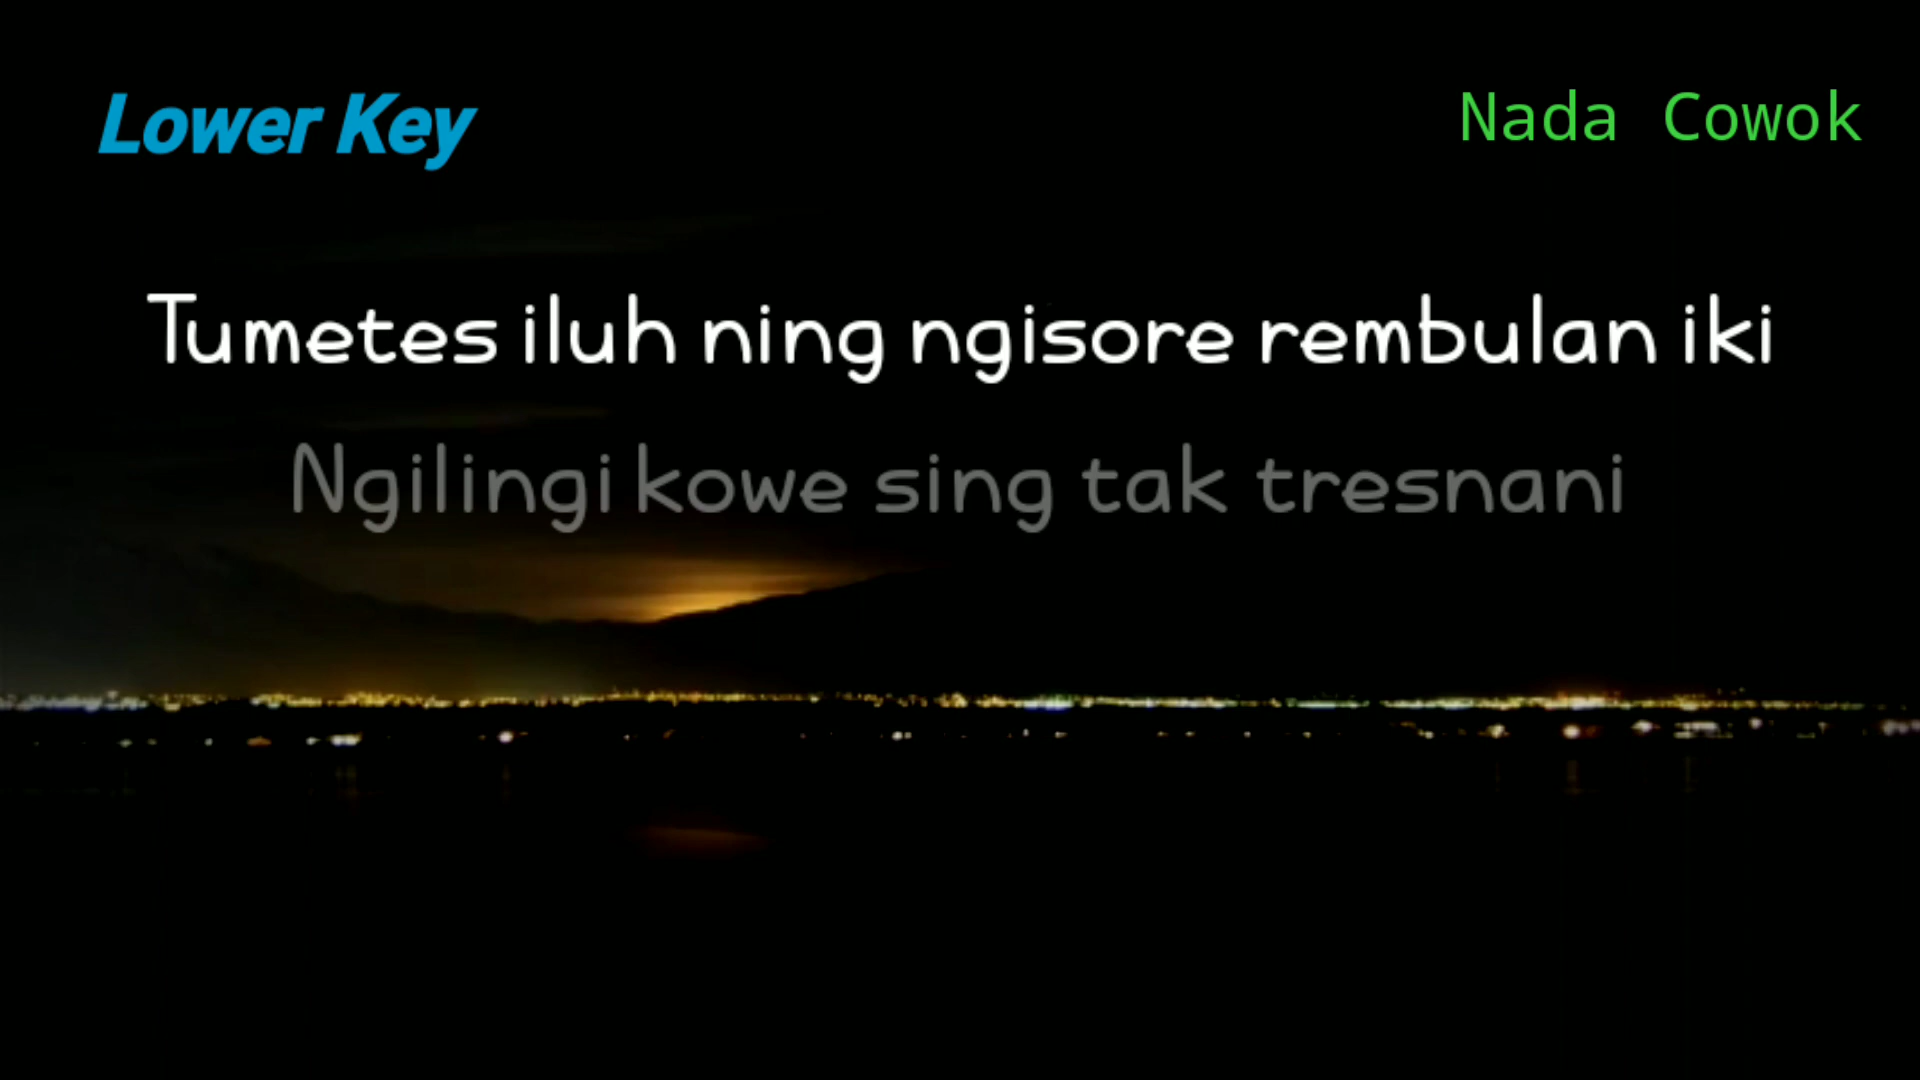 Lower Key
Nada Cowok
Tumetes iluh ning ngisore rembulan iki
Ngilingi kowe sing tak tresnani